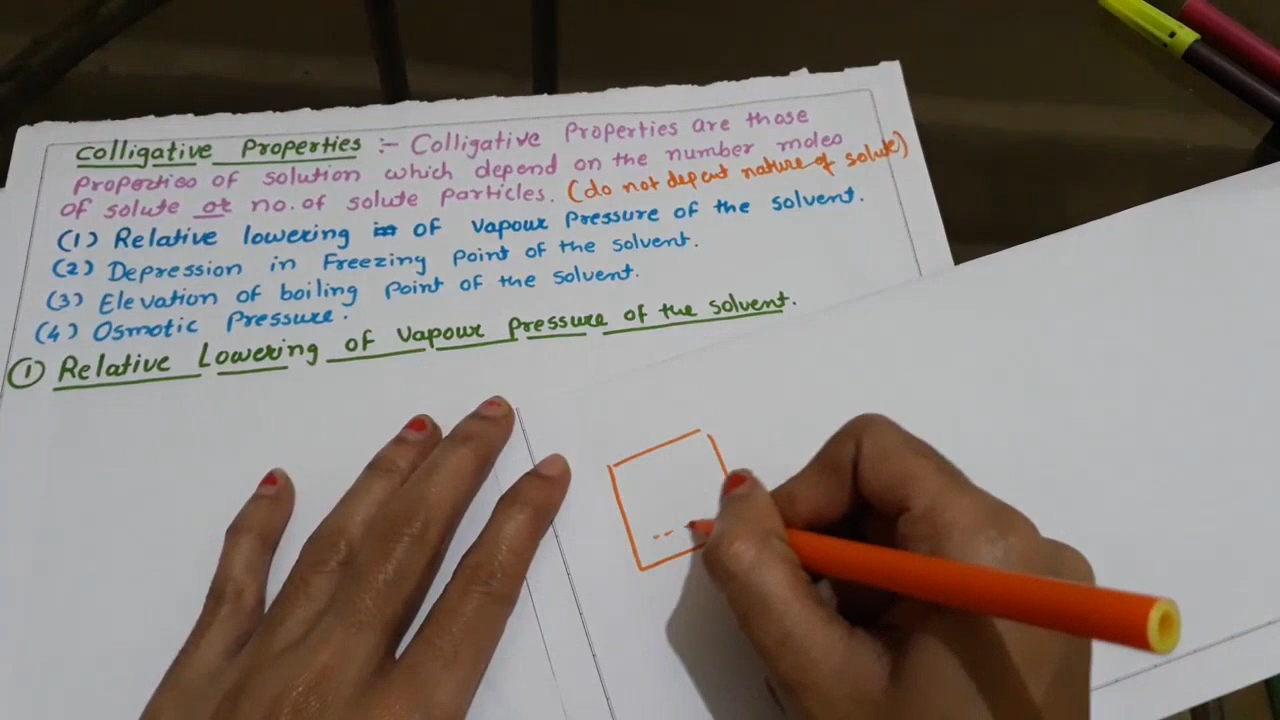 Colligative Properties :- Colligative Properties are those
Properties of solution which depend on the number moles
of solute or no. of solute Particles. (do not depent nature of solute)
(1) Relative lowering in of Vapour Pressure of the solvent.
(2) Depression in Freezing Point of the solvent.
(3) Elevation of boiling Point of the solvent.
(4) Osmotic Pressure.
① Relative Lowering of Vapour Pressure of the solvent.